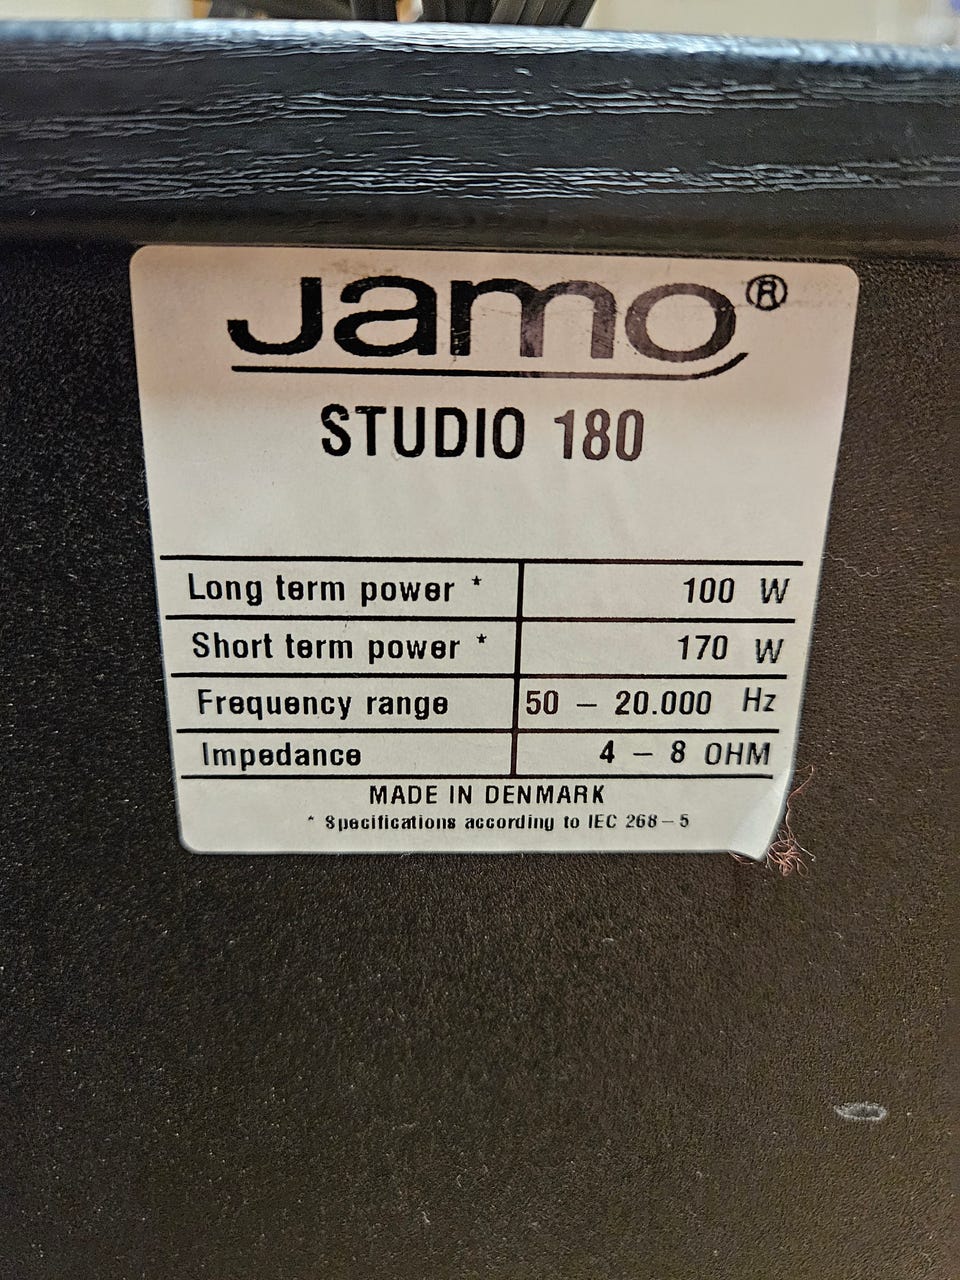 Jamo®
STUDIO 180
Long term power * 100 W
Short term power * 170 W
Frequency range 50 – 20.000 Hz
Impedance 4 – 8 OHM
MADE IN DENMARK
* Specifications according to IEC 268–5